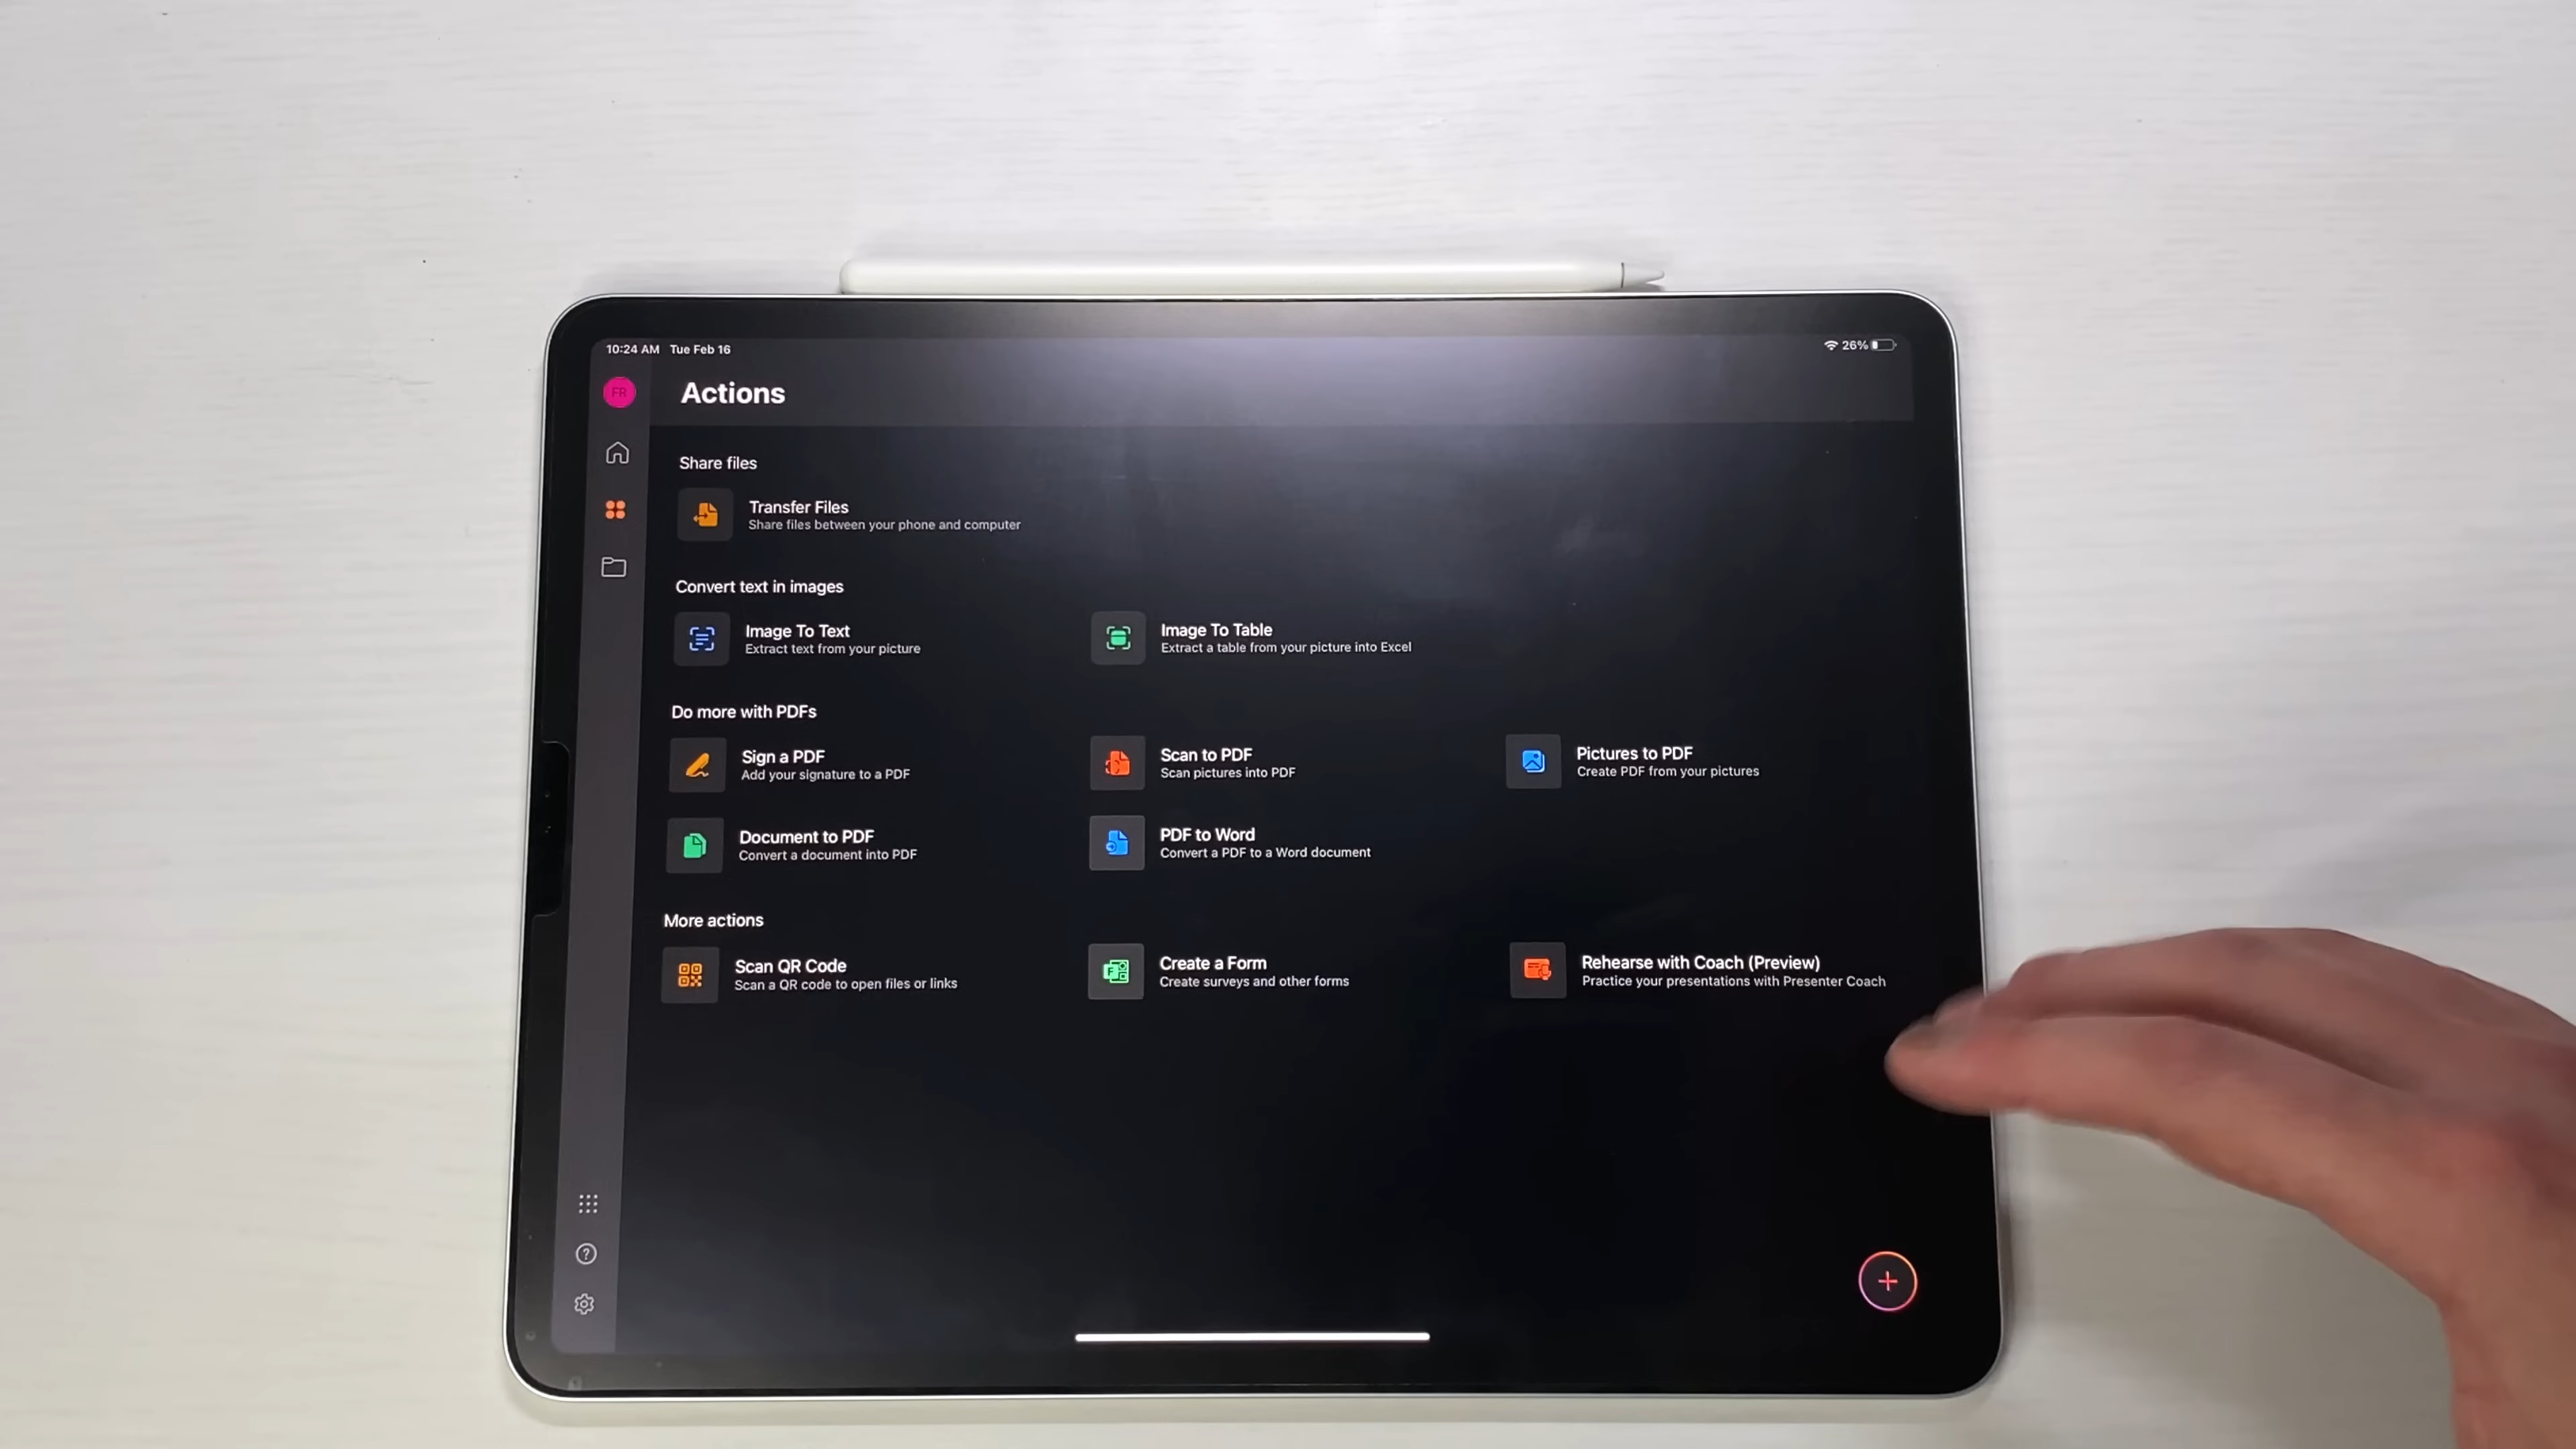 10:24 AM Tue Feb 16
26%
FR
Actions
Share files
Transfer Files
Share files between your phone and computer
Convert text in images
Image To Text
Extract text from your picture
Image To Table
Extract a table from your picture into Excel
Do more with PDFs
Sign a PDF
Add your signature to a PDF
Scan to PDF
Scan pictures into PDF
Pictures to PDF
Create PDF from your pictures
Document to PDF
Convert a document into PDF
PDF to Word
Convert a PDF to a Word document
More actions
Scan QR Code
Scan a QR code to open files or links
Create a Form
Create surveys and other forms
Rehearse with Coach (Preview)
Practice your presentations with Presenter Coach